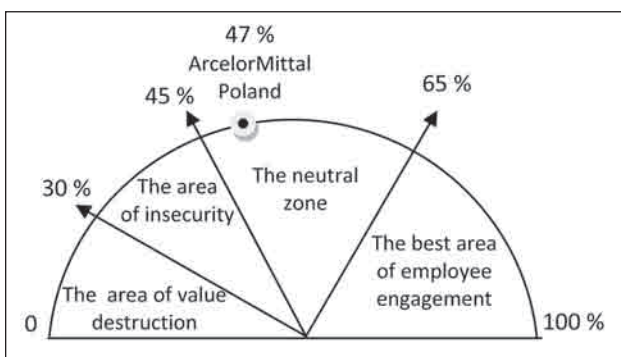 47 %
ArcelorMittal
Poland
45 %
65 %
30 %
The area
of insecurity
The neutral
zone
The best area
of employee
engagement
The area of value
destruction
0
100 %